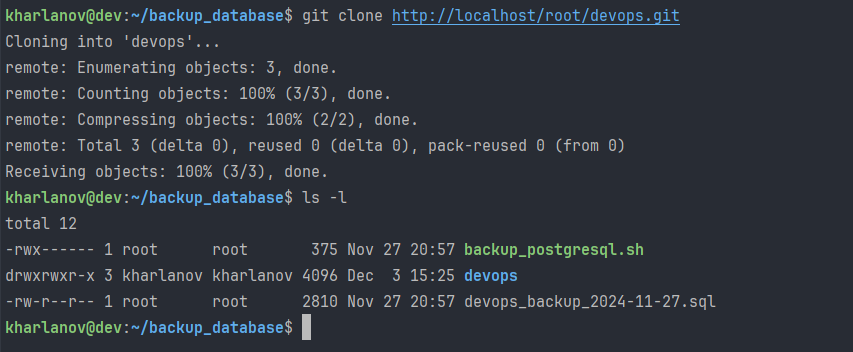 kharlanov@dev:~/backup_database$ git clone http://localhost/root/devops.git
Cloning into 'devops'...
remote: Enumerating objects: 3, done.
remote: Counting objects: 100% (3/3), done.
remote: Compressing objects: 100% (2/2), done.
remote: Total 3 (delta 0), reused 0 (delta 0), pack-reused 0 (from 0)
Receiving objects: 100% (3/3), done.
kharlanov@dev:~/backup_database$ ls -l
total 12
-rwx------ 1 root      root       375 Nov 27 20:57 backup_postgresql.sh
drwxrwxr-x 3 kharlanov kharlanov 4096 Dec  3 15:25 devops
-rw-r--r-- 1 root      root      2810 Nov 27 20:57 devops_backup_2024-11-27.sql
kharlanov@dev:~/backup_database$